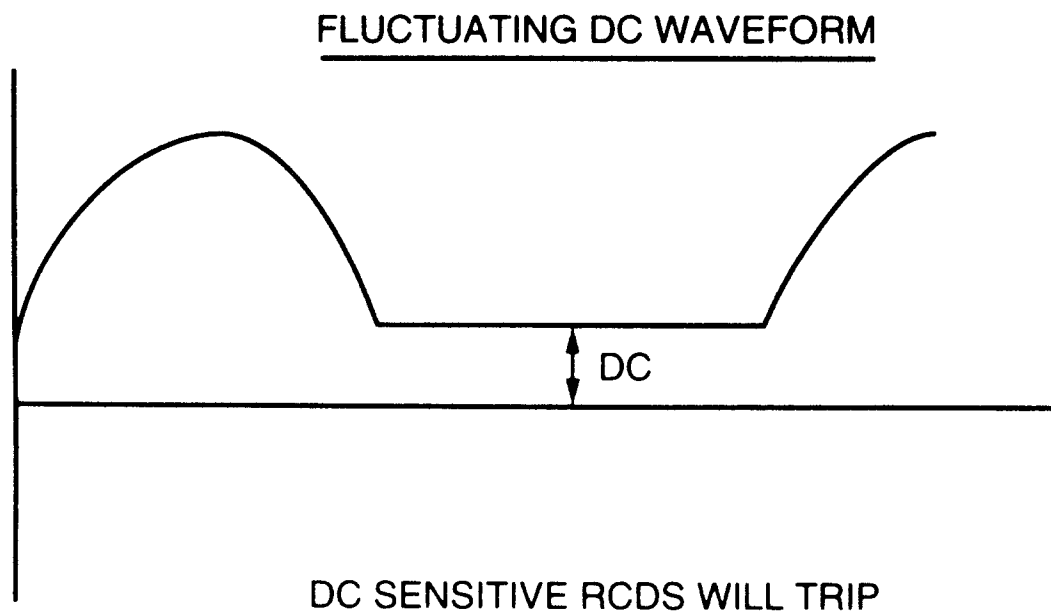 FLUCTUATING DC WAVEFORM
DC
DC SENSITIVE RCDS WILL TRIP